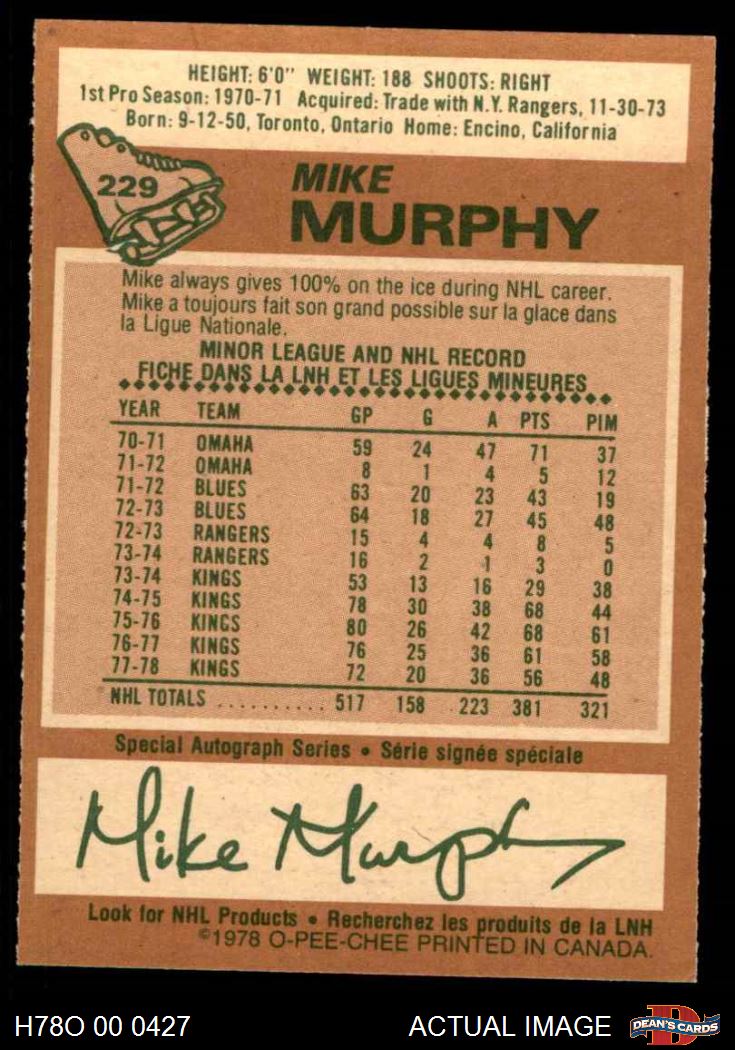 HEIGHT: 6'0" WEIGHT: 188 SHOOTS: RIGHT
1st Pro Season: 1970-71 Acquired: Trade with N.Y. Rangers, 11-30-73
Born: 9-12-50, Toronto, Ontario Home: Encino, California
229
MIKE
MURPHY
Mike always gives 100% on the ice during NHL career.
Mike a toujours fait son grand possible sur la glace dans
la Ligue Nationale.
MINOR LEAGUE AND NHL RECORD
FICHE DANS LA LNH ET LES LIGUES MINEURES
YEAR TEAM GP G A PTS PIM
70-71 OMAHA 59 24 47 71 37
71-72 OMAHA 8 1 4 5 12
71-72 BLUES 63 20 23 43 19
72-73 BLUES 64 18 27 45 48
72-73 RANGERS 15 4 4 8 5
73-74 RANGERS 16 2 1 3 0
73-74 KINGS 53 13 16 29 38
74-75 KINGS 78 30 38 68 44
75-76 KINGS 80 26 42 68 61
76-77 KINGS 76 25 36 61 58
77-78 KINGS 72 20 36 56 48
NHL TOTALS .......... 517 158 223 381 321
Special Autograph Series • Série signée spéciale
Mike Murphy
Look for NHL Products • Recherchez les produits de la LNH
©1978 O-PEE-CHEE PRINTED IN CANADA.
H78O 00 0427 ACTUAL IMAGE DEAN'S CARDS